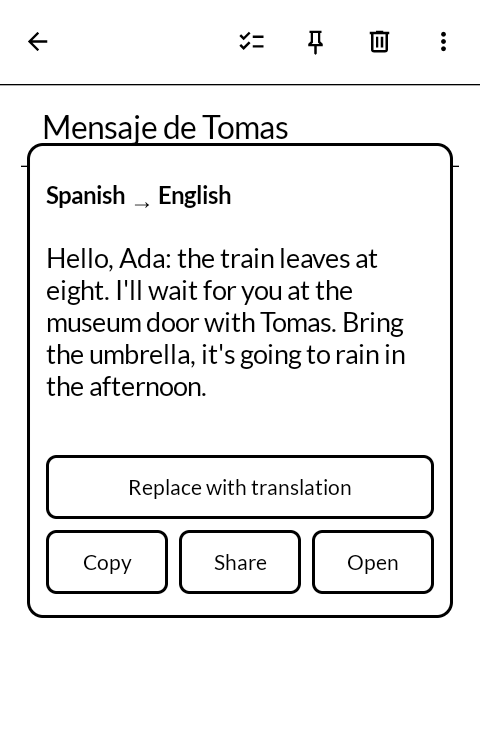 Mensaje de Tomas
Spanish → English
Hello, Ada: the train leaves at
eight. I'll wait for you at the
museum door with Tomas. Bring
the umbrella, it's going to rain in
the afternoon.
Replace with translation
Copy
Share
Open